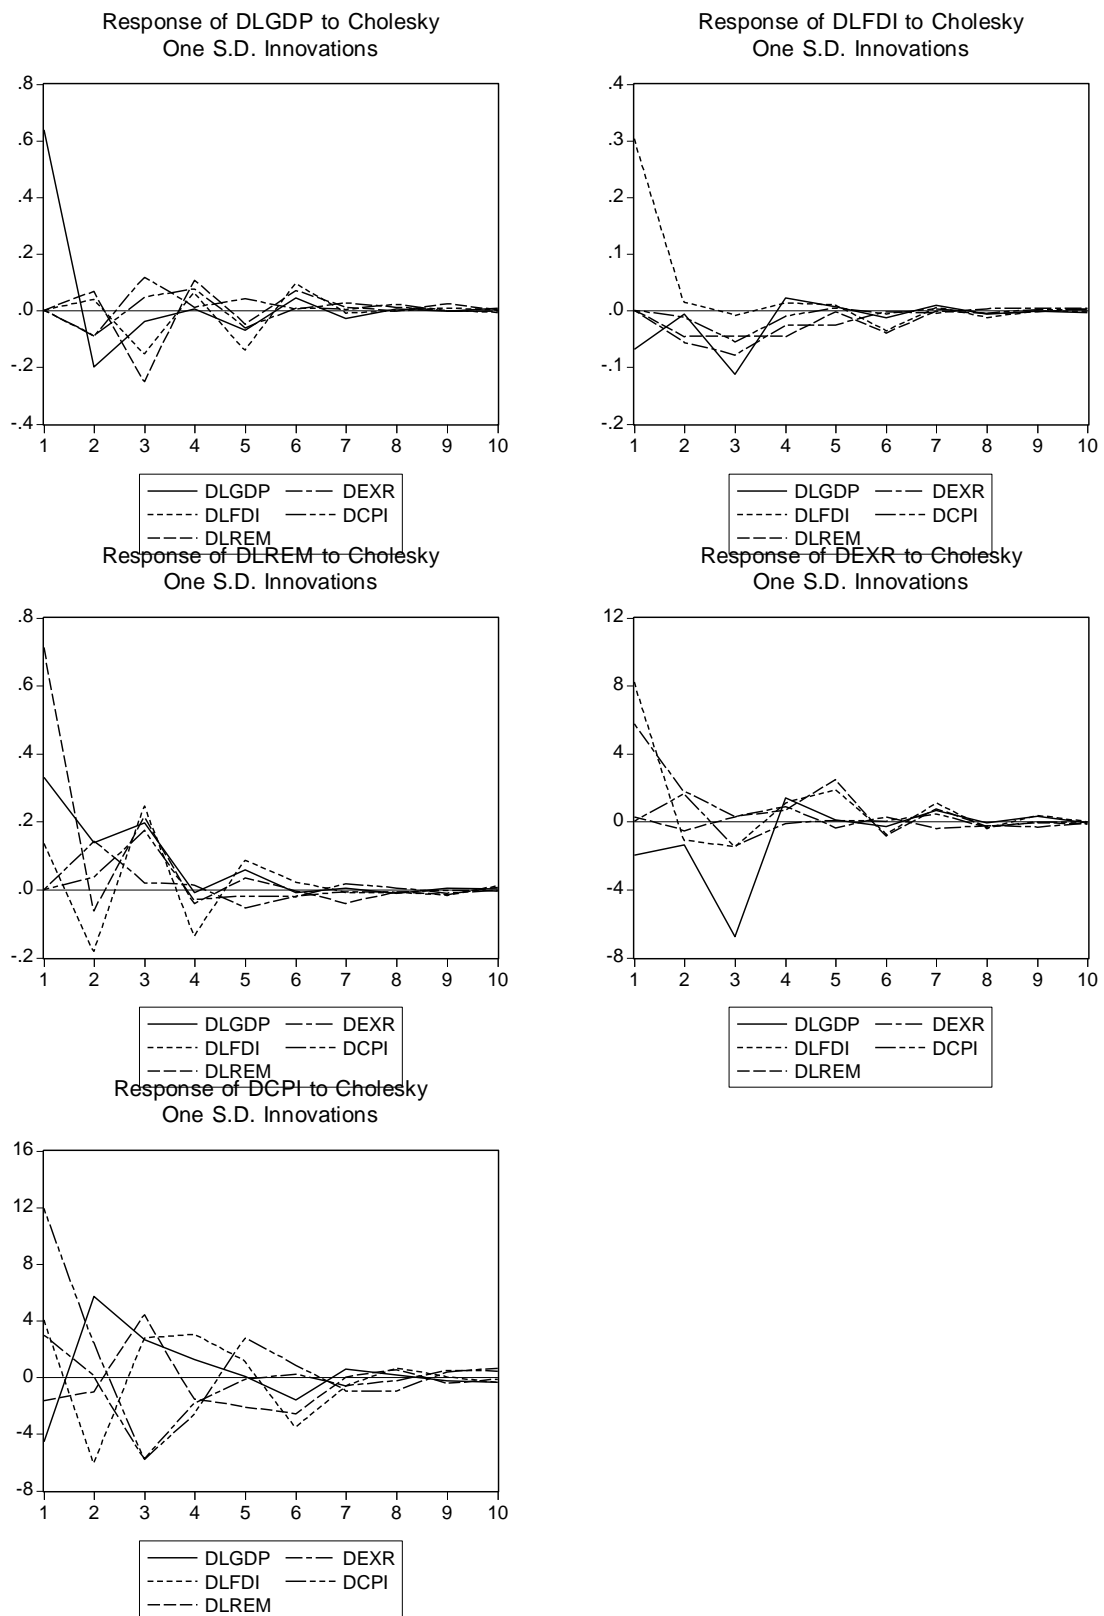 Response of DLGDP to Cholesky
One S.D. Innovations
.8
.6
.4
.2
.0
-.2
-.4
1 2 3 4 5 6 7 8 9 10
DLGDP DEXR
DLFDI DCPI
DLREM
Response of DLFDI to Cholesky
One S.D. Innovations
.4
.3
.2
.1
.0
-.1
-.2
1 2 3 4 5 6 7 8 9 10
DLGDP DEXR
DLFDI DCPI
DLREM
Response of DLREM to Cholesky
One S.D. Innovations
.8
.6
.4
.2
.0
-.2
1 2 3 4 5 6 7 8 9 10
DLGDP DEXR
DLFDI DCPI
DLREM
Response of DEXR to Cholesky
One S.D. Innovations
12
8
4
0
-4
-8
1 2 3 4 5 6 7 8 9 10
DLGDP DEXR
DLFDI DCPI
DLREM
Response of DCPI to Cholesky
One S.D. Innovations
16
12
8
4
0
-4
-8
1 2 3 4 5 6 7 8 9 10
DLGDP DEXR
DLFDI DCPI
DLREM